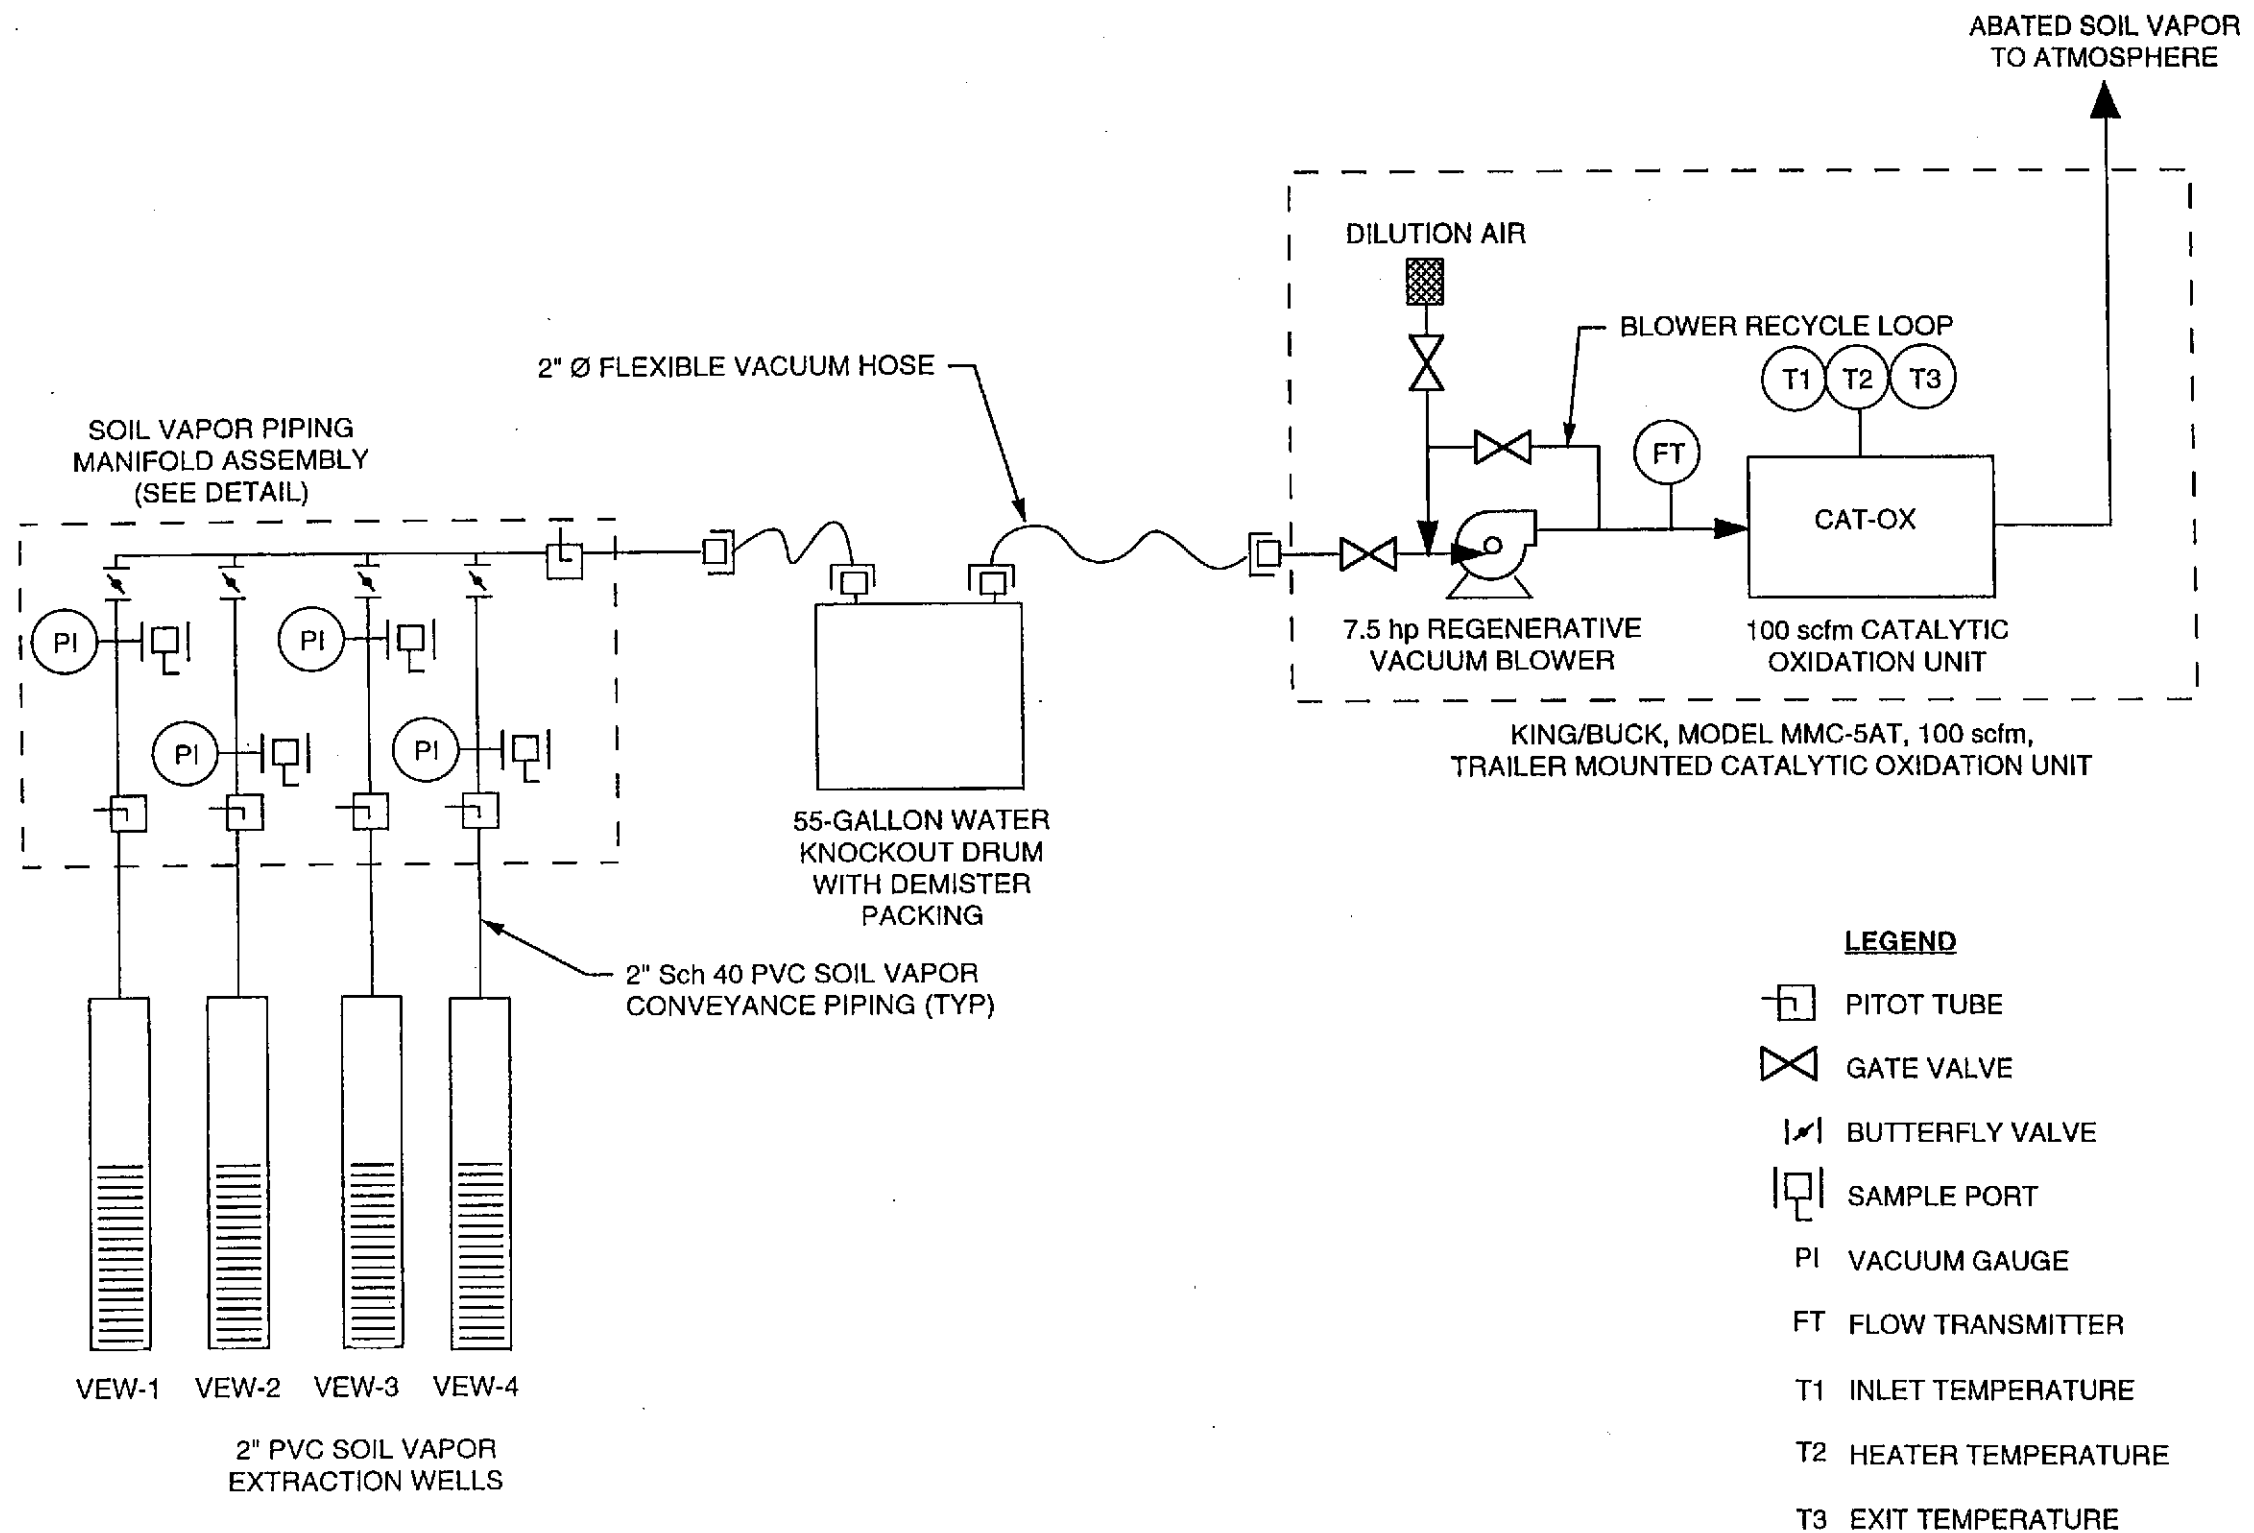 ABATED SOIL VAPOR
TO ATMOSPHERE
DILUTION AIR
BLOWER RECYCLE LOOP
2" Ø FLEXIBLE VACUUM HOSE
T1
T2
T3
SOIL VAPOR PIPING
MANIFOLD ASSEMBLY
(SEE DETAIL)
FT
CAT-OX
PI
PI
PI
PI
7.5 hp REGENERATIVE
VACUUM BLOWER
100 scfm CATALYTIC
OXIDATION UNIT
KING/BUCK, MODEL MMC-5AT, 100 scfm,
TRAILER MOUNTED CATALYTIC OXIDATION UNIT
55-GALLON WATER
KNOCKOUT DRUM
WITH DEMISTER
PACKING
2" Sch 40 PVC SOIL VAPOR
CONVEYANCE PIPING (TYP)
VEW-1
VEW-2
VEW-3
VEW-4
2" PVC SOIL VAPOR
EXTRACTION WELLS
LEGEND
PITOT TUBE
GATE VALVE
BUTTERFLY VALVE
SAMPLE PORT
PI VACUUM GAUGE
FT FLOW TRANSMITTER
T1 INLET TEMPERATURE
T2 HEATER TEMPERATURE
T3 EXIT TEMPERATURE